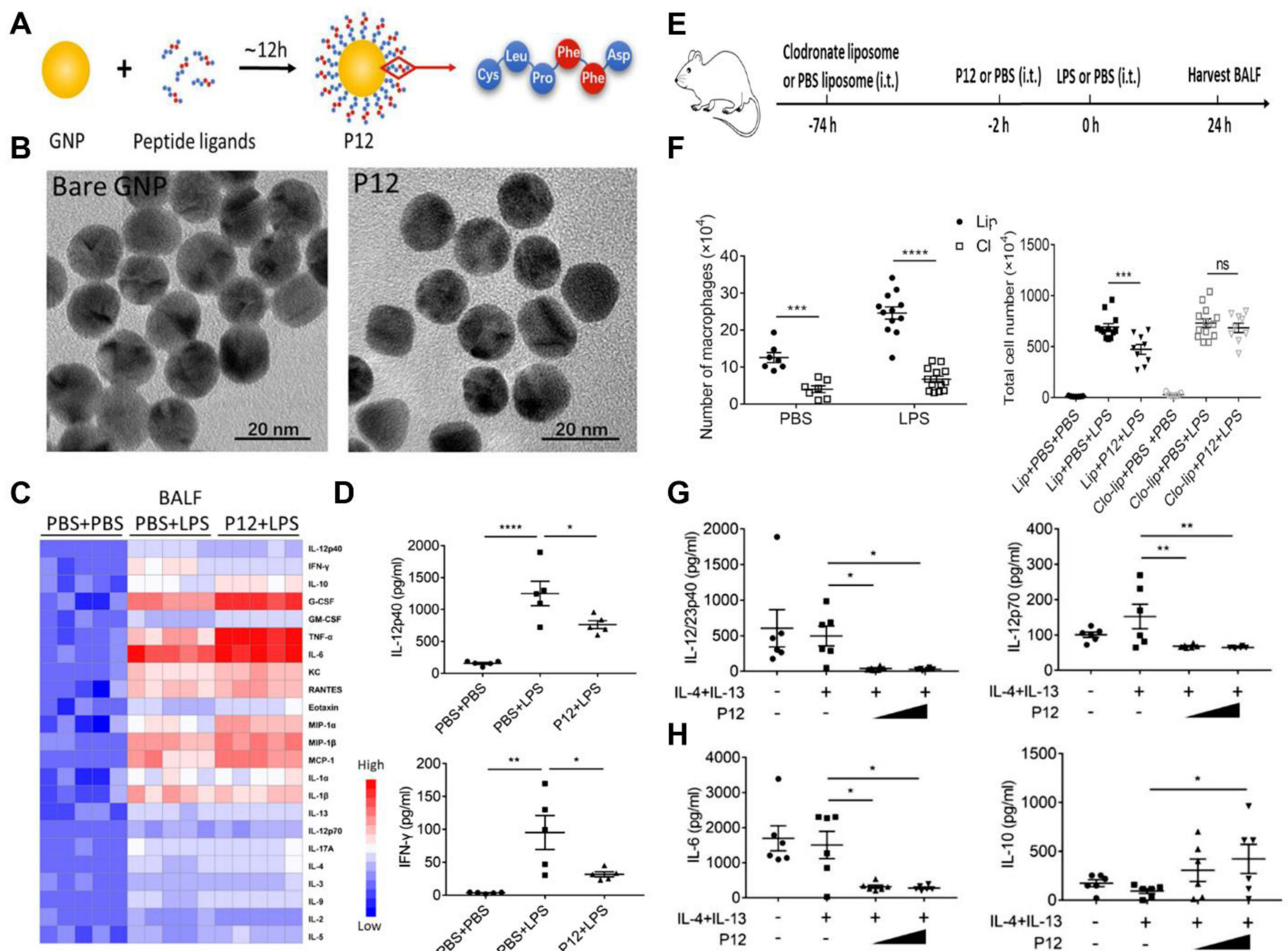 A
GNP
+
Peptide ligands
~12h
P12
Cys
Leu
Pro
Phe
Phe
Asp
B
Bare GNP
20 nm
P12
20 nm
C
BALF
PBS+PBS
PBS+LPS
P12+LPS
IL-12p40
IFN-γ
IL-10
G-CSF
GM-CSF
TNF-α
IL-6
KC
RANTES
Eotaxin
MIP-1α
MIP-1β
MCP-1
IL-1α
IL-1β
IL-13
IL-12p70
IL-17A
IL-4
IL-3
IL-9
IL-2
IL-5
High
Low
D
IL-12p40 (pg/ml)
2000
1500
1000
500
0
****
*
PBS+PBS
PBS+LPS
P12+LPS
IFN-γ (pg/ml)
200
150
100
50
0
**
*
PBS+PBS
PBS+LPS
P12+LPS
E
Clodronate liposome
or PBS liposome (i.t.)
P12 or PBS (i.t.)
LPS or PBS (i.t.)
Harvest BALF
-74 h
-2 h
0 h
24 h
F
Number of macrophages (×10⁴)
40
30
20
10
0
***
****
PBS
LPS
Lip
Cl
Total cell number (×10⁴)
1500
1000
500
0
***
ns
Lip+PBS+PBS
Lip+PBS+LPS
Lip+P12+LPS
Clo-lip+PBS +PBS
Clo-lip+PBS+LPS
Clo-lip+P12+LPS
G
IL-12/23p40 (pg/ml)
2000
1500
1000
500
0
*
*
IL-4+IL-13 - + + +
P12 - -
IL-12p70 (pg/ml)
400
300
200
100
0
**
**
- + + +
- -
H
IL-6 (pg/ml)
4000
3000
2000
1000
0
*
*
IL-4+IL-13 - + + +
P12 - -
IL-10 (pg/ml)
1500
1000
500
0
*
IL-4+IL-13 - + + +
P12 - -